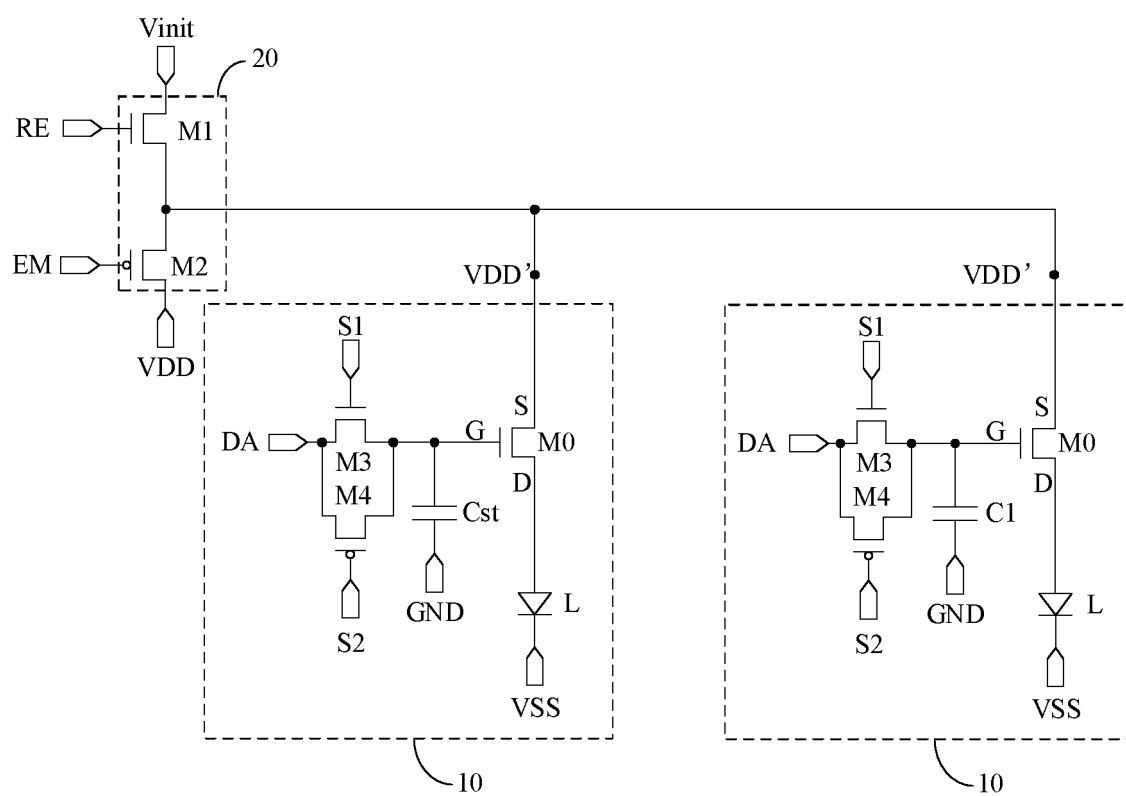 Vinit
20
RE
M1
EM
M2
VDD
VDD'
VDD'
S1
S
DA
G
M0
M3
D
M4
Cst
GND
L
S2
VSS
10
S1
S
DA
G
M0
M3
D
M4
C1
GND
L
S2
VSS
10